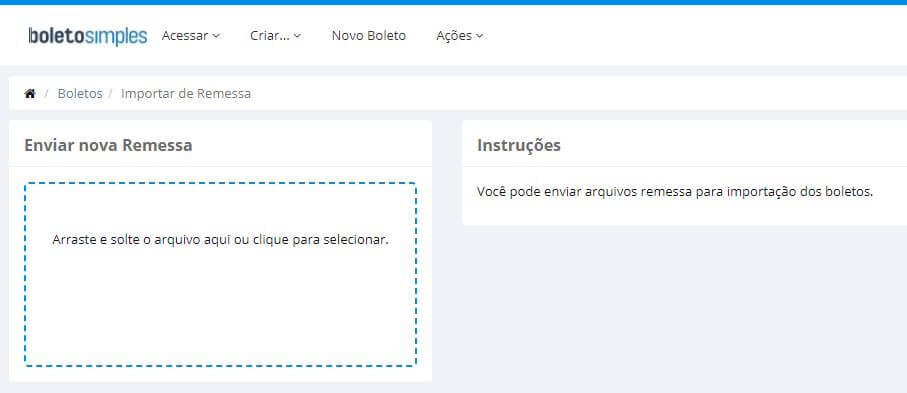 boletosimples Acessar Criar... Novo Boleto Ações
/ Boletos / Importar de Remessa
Enviar nova Remessa
Arraste e solte o arquivo aqui ou clique para selecionar.
Instruções
Você pode enviar arquivos remessa para importação dos boletos.